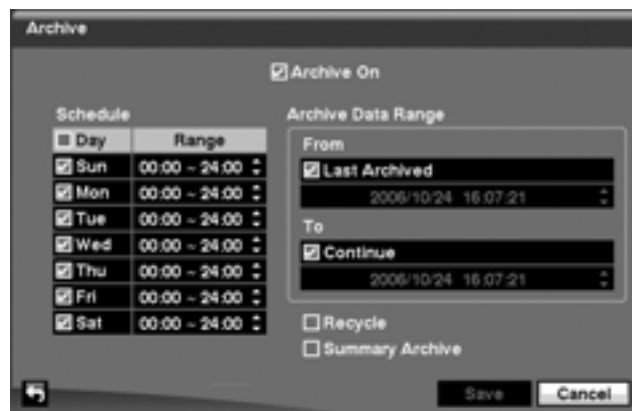 Archive
Archive On
Schedule
Day Range
Sun 00:00 ~ 24:00
Mon 00:00 ~ 24:00
Tue 00:00 ~ 24:00
Wed 00:00 ~ 24:00
Thu 00:00 ~ 24:00
Fri 00:00 ~ 24:00
Sat 00:00 ~ 24:00
Archive Data Range
From
Last Archived
2006/10/24 16:07:21
To
Continue
2006/10/24 16:07:21
Recycle
Summary Archive
Save Cancel